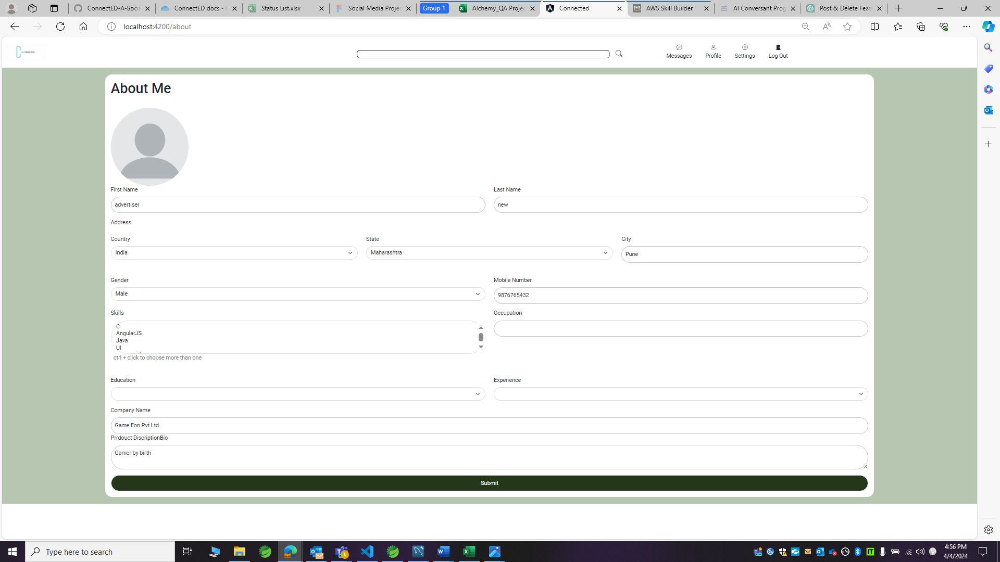 ConnectED-A-Socia
ConnectED docs - 
Status List.xlsx
Social Media Projec
Group 1
Alchemy_QA Projec
Connected
AWS Skill Builder
AI Conversant Prog
Post & Delete Feat
localhost:4200/about
Messages
Profile
Settings
Log Out
About Me
First Name
Last Name
advertiser
new
Address
Country
State
City
India
Maharashtra
Pune
Gender
Mobile Number
Male
9876765432
Skills
Occupation
C
AngularJS
Java
UI
ctrl + click to choose more than one
Education
Experience
Company Name
Game Eon Pvt Ltd
Prrdouct DiscriptionBio
Gamer by birth
Submit
Type here to search
4:56 PM
4/4/2024